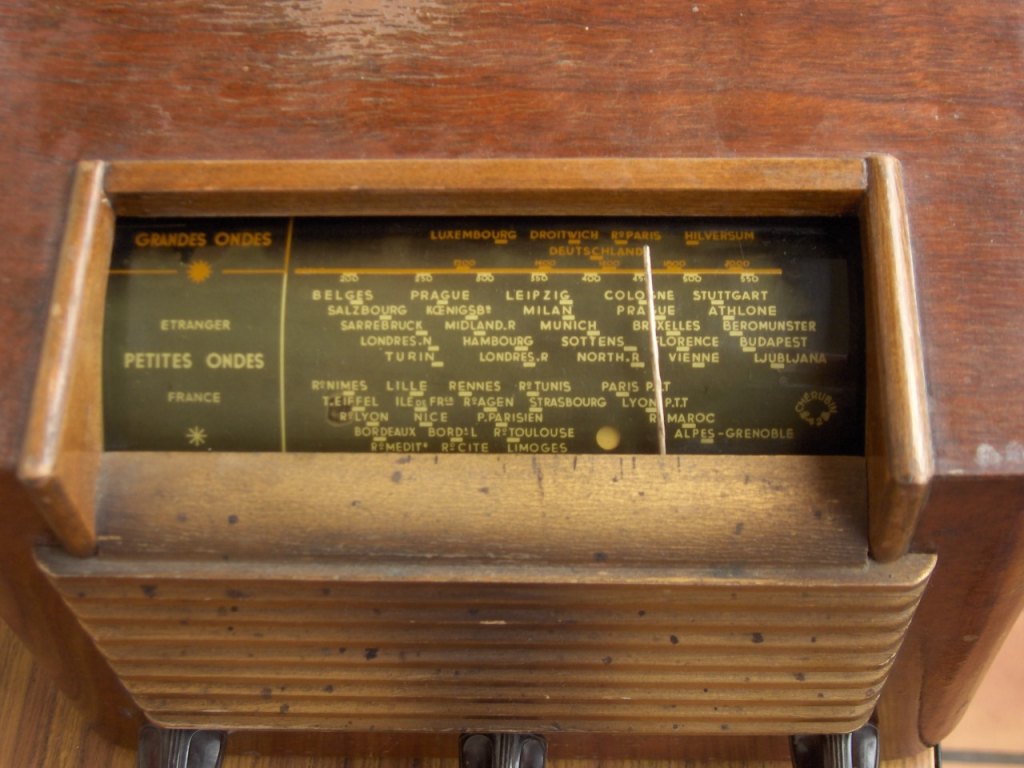 GRANDES ONDES
LUXEMBOURG DROITWICH Rº PARIS HILVERSUM
DEUTSCHLAND
200 350 300 400 500 550
BELGES PRAGUE LEIPZIG COLOGNE STUTTGART
SALZBOURG KŒNIGSBG MILAN PRAGUE ATHLONE
ETRANGER SARREBRUCK MIDLAND.R MUNICH BRUXELLES BEROMUNSTER
LONDRES.N HAMBOURG SOTTENS FLORENCE BUDAPEST
PETITES ONDES TURIN LONDRES.R NORTH.R VIENNE LJUBLJANA
Rº NIMES LILLE RENNES Rº TUNIS PARIS P.T.T
FRANCE T.EIFFEL ILE DE FRCE Rº AGEN STRASBOURG LYON P.T.T
Rº LYON NICE P.PARISIEN Rº MAROC
BORDEAUX BORDX L Rº TOULOUSE ALPES-GRENOBLE
Rº MEDITE Rº CITE LIMOGES